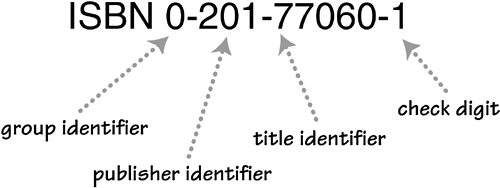 ISBN 0-201-77060-1
group identifier
publisher identifier
title identifier
check digit